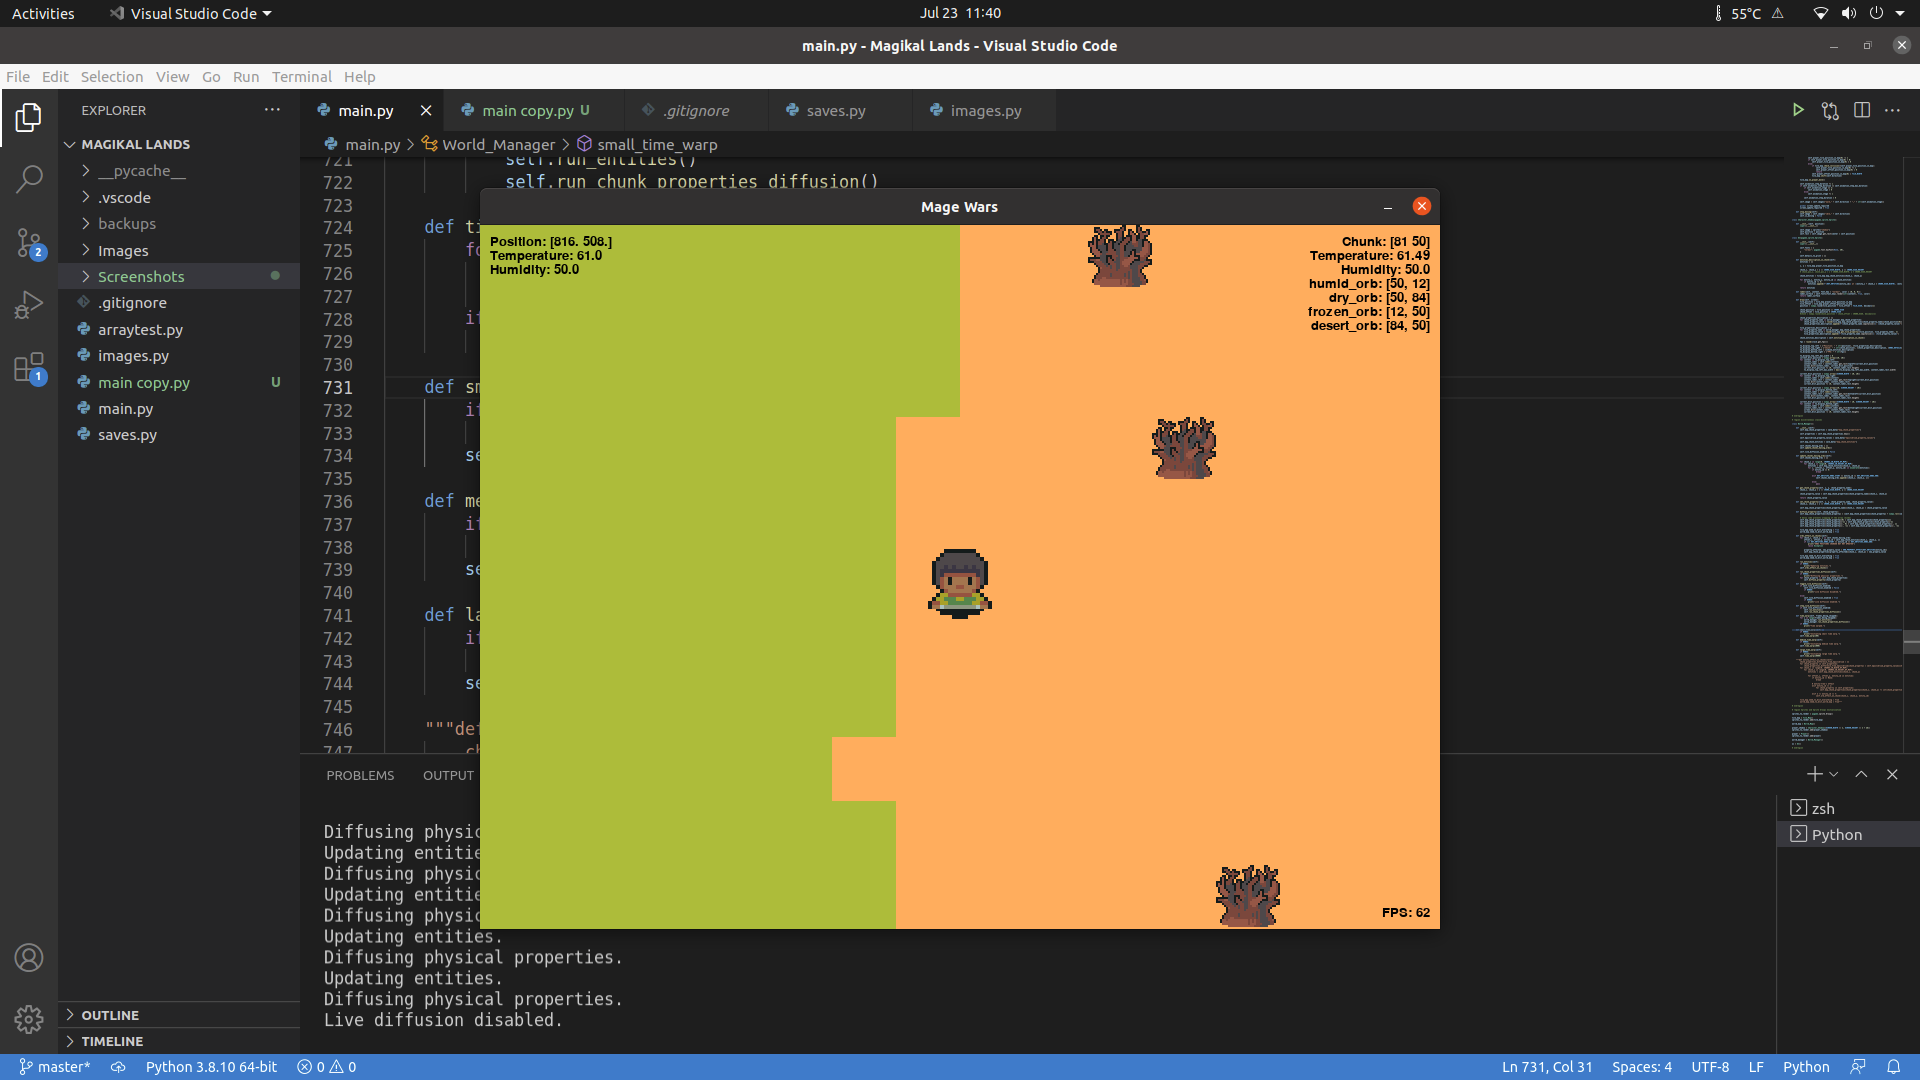 Activities
Visual Studio Code
Jul 23 11:40
55°C
main.py - Magikal Lands - Visual Studio Code
File Edit Selection View Go Run Terminal Help
EXPLORER
MAGIKAL LANDS
__pycache__
.vscode
backups
Images
Screenshots
.gitignore
arraytest.py
images.py
main copy.py U
main.py
saves.py
OUTLINE
TIMELINE
2
1
main.py
main copy.py U
.gitignore
saves.py
images.py
main.py > World_Manager > small_time_warp
721 self.run_entities()
722 self.run_chunk_properties_diffusion()
723
724 def ti
725 fo
726
727
728 if
729
730
731 def sm
732 if
733
734 se
735
736 def me
737 if
738
739 se
740
741 def la
742 if
743
744 se
745
746 """def
747 ch
Mage Wars
Position: [816. 508.]
Temperature: 61.0
Humidity: 50.0
Chunk: [81 50]
Temperature: 61.49
Humidity: 50.0
humid_orb: [50, 12]
dry_orb: [50, 84]
frozen_orb: [12, 50]
desert_orb: [84, 50]
FPS: 62
PROBLEMS OUTPUT
Diffusing physic
Updating entitie
Diffusing physic
Updating entitie
Diffusing physic
Updating entities.
Diffusing physical properties.
Updating entities.
Diffusing physical properties.
Live diffusion disabled.
zsh
Python
master*
Python 3.8.10 64-bit
0 0
Ln 731, Col 31
Spaces: 4
UTF-8
LF
Python